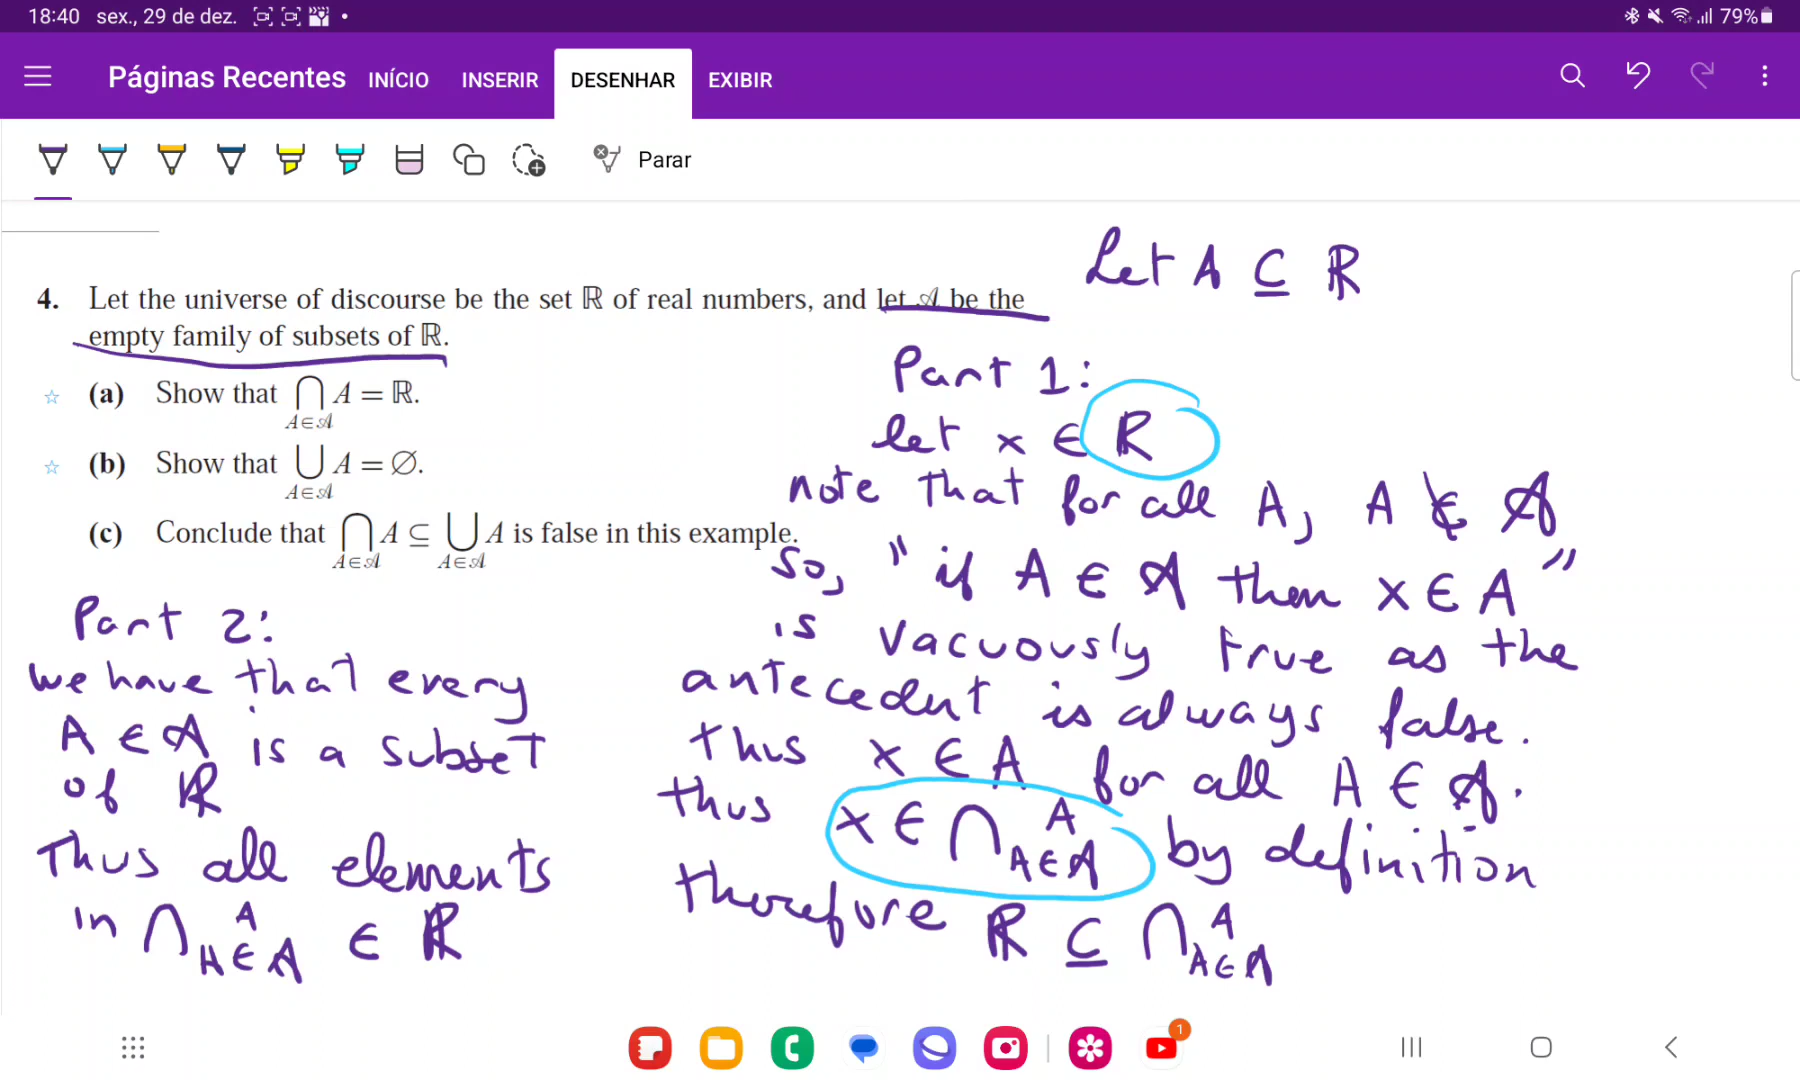 18:40 sex., 29 de dez.
79%
Páginas Recentes INÍCIO INSERIR DESENHAR EXIBIR
Parar
Let A ⊆ ℝ
4. Let the universe of discourse be the set ℝ of real numbers, and let 𝒜 be the
empty family of subsets of ℝ.
(a) Show that ⋂ A = ℝ.
A∈𝒜
(b) Show that ⋃ A = ∅.
A∈𝒜
(c) Conclude that ⋂ A ⊆ ⋃ A is false in this example.
A∈𝒜 A∈𝒜
Part 1:
let x ∈ ℝ
note that for all A, A ∉ 𝒜
so, "if A ∈ 𝒜 then x ∈ A"
is vacuously true as the
antecedent is always false.
thus x ∈ A for all A ∈ 𝒜.
thus x ∈ ⋂ A by definition
A∈𝒜
therefore ℝ ⊆ ⋂ A
A∈𝒜
Part 2:
we have that every
A ∈ 𝒜 is a subset
of ℝ
Thus all elements
in ⋂ A ∈ ℝ
A∈𝒜
1